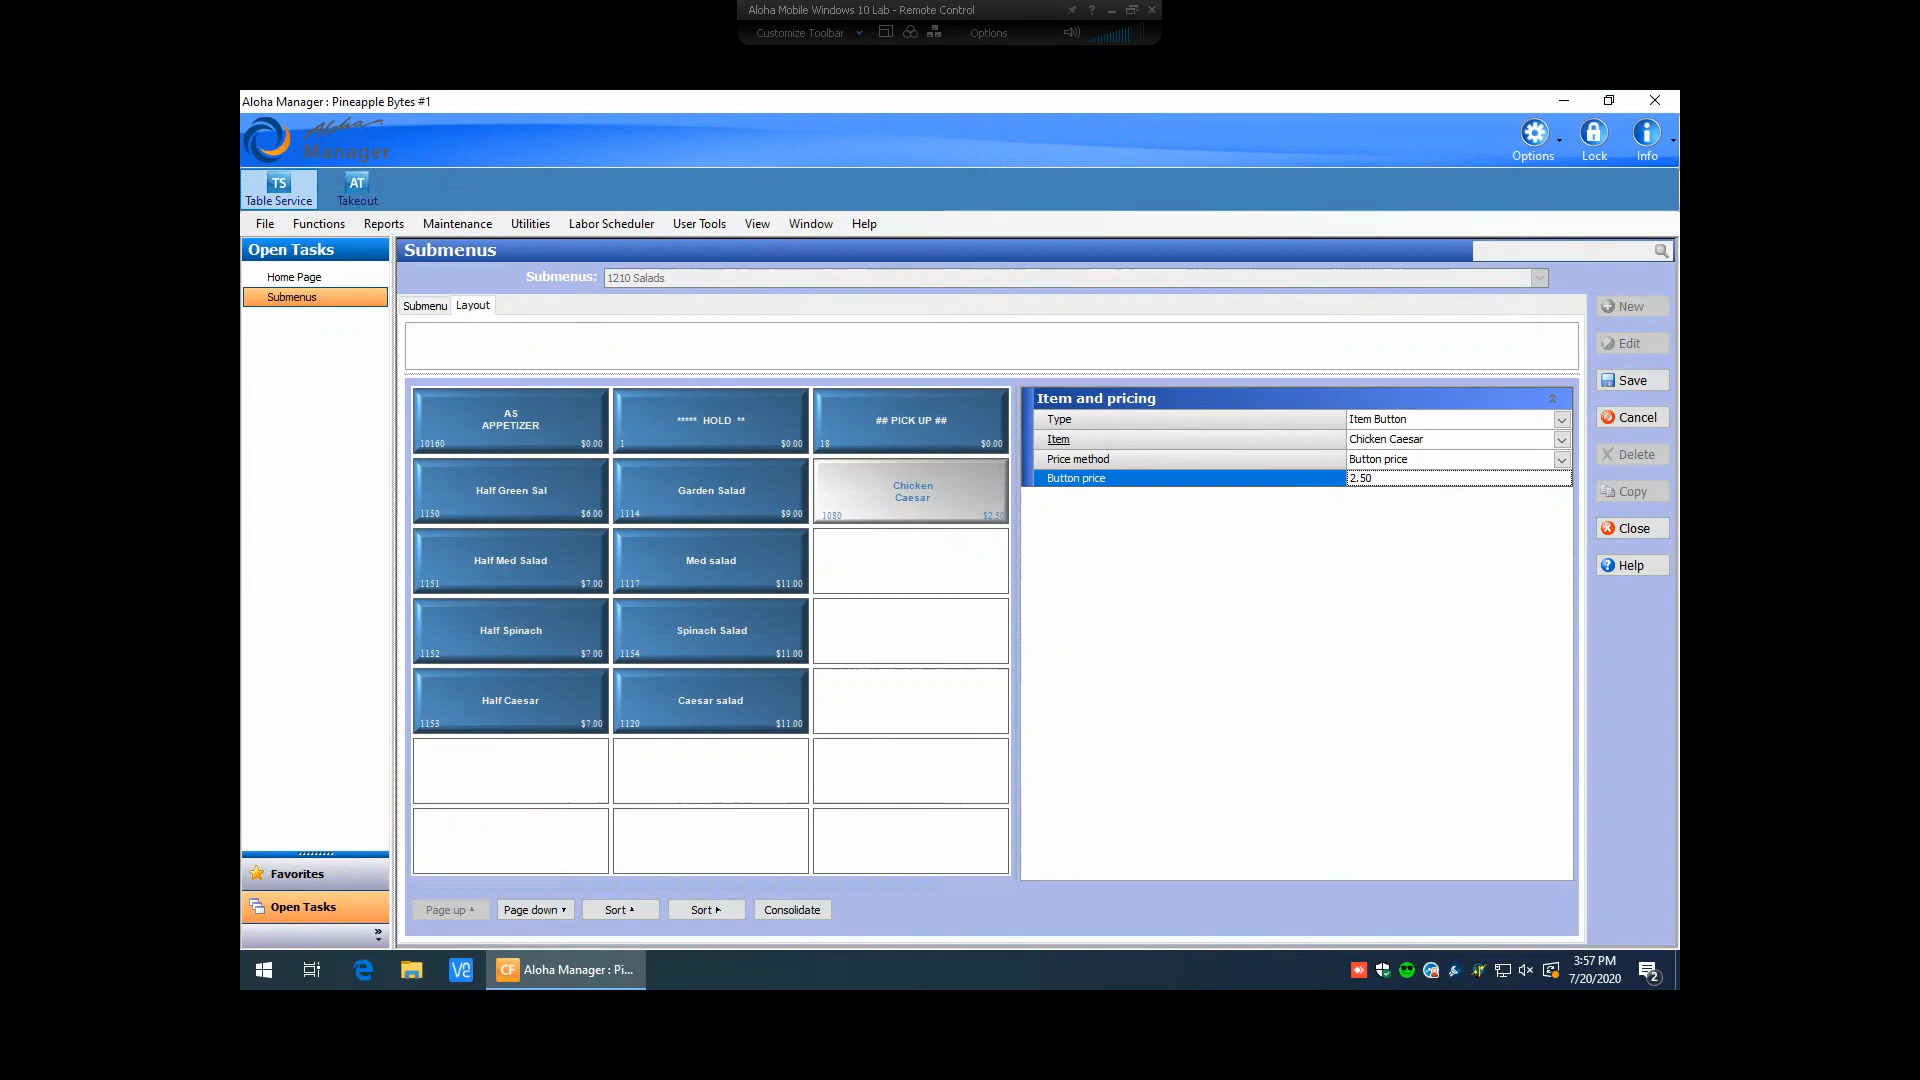 Aloha Mobile Windows 10 Lab - Remote Control
Customize Toolbar
Options
Aloha Manager : Pineapple Bytes #1
Aloha
Manager
Options
Lock
Info
TS
Table Service
AT
Takeout
File
Functions
Reports
Maintenance
Utilities
Labor Scheduler
User Tools
View
Window
Help
Open Tasks
Home Page
Submenus
Submenus
Submenus:
1210 Salads
Submenu
Layout
AS
APPETIZER
10160
$0.00
***** HOLD **
1
$0.00
## PICK UP ##
18
$0.00
Half Green Sal
1150
$6.00
Garden Salad
1114
$9.00
Chicken
Caesar
1080
$2.50
Half Med Salad
1151
$7.00
Med salad
1117
$11.00
Half Spinach
1152
$7.00
Spinach Salad
1154
$11.00
Half Caesar
1153
$7.00
Caesar salad
1120
$11.00
Item and pricing
Type
Item Button
Item
Chicken Caesar
Price method
Button price
Button price
2.50
New
Edit
Save
Cancel
Delete
Copy
Close
Help
Favorites
Open Tasks
Page up
Page down
Sort
Sort
Consolidate
CF
Aloha Manager : Pi...
3:57 PM
7/20/2020
2